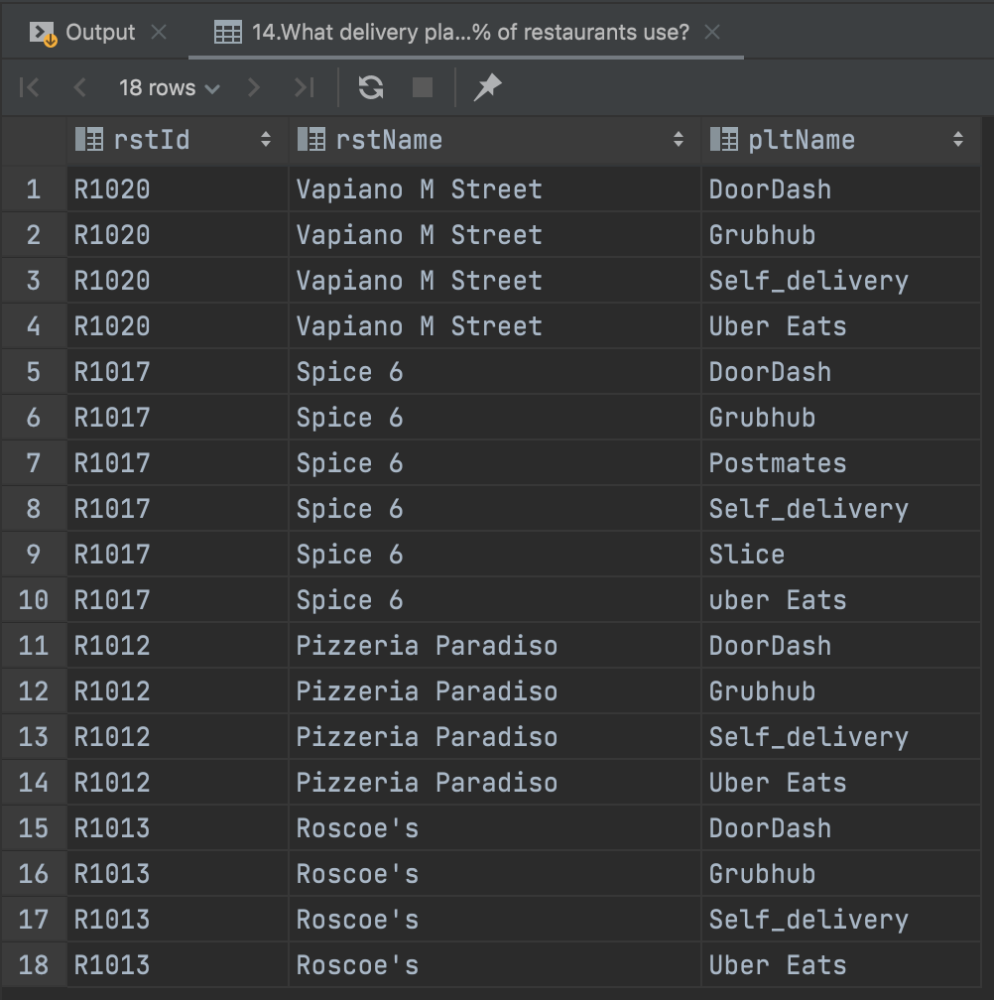 Output 14.What delivery pla...% of restaurants use?
18 rows
rstId rstName pltName
1 R1020 Vapiano M Street DoorDash
2 R1020 Vapiano M Street Grubhub
3 R1020 Vapiano M Street Self_delivery
4 R1020 Vapiano M Street Uber Eats
5 R1017 Spice 6 DoorDash
6 R1017 Spice 6 Grubhub
7 R1017 Spice 6 Postmates
8 R1017 Spice 6 Self_delivery
9 R1017 Spice 6 Slice
10 R1017 Spice 6 uber Eats
11 R1012 Pizzeria Paradiso DoorDash
12 R1012 Pizzeria Paradiso Grubhub
13 R1012 Pizzeria Paradiso Self_delivery
14 R1012 Pizzeria Paradiso Uber Eats
15 R1013 Roscoe's DoorDash
16 R1013 Roscoe's Grubhub
17 R1013 Roscoe's Self_delivery
18 R1013 Roscoe's Uber Eats